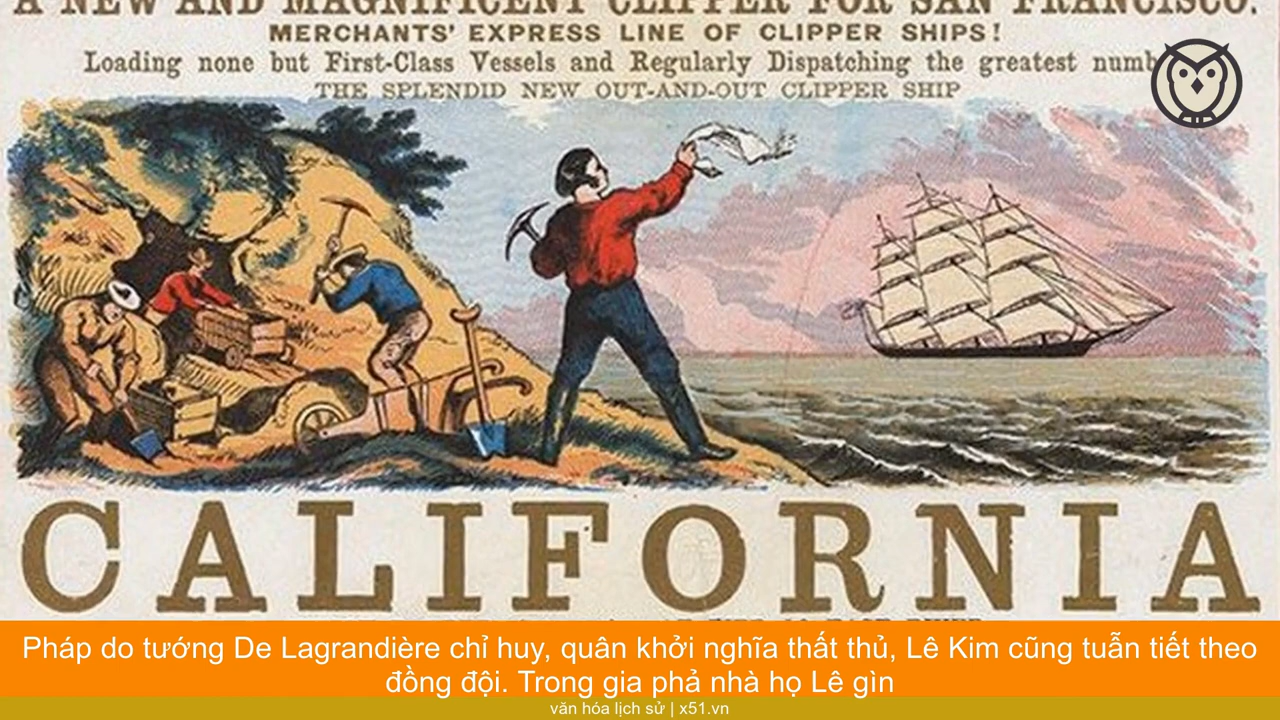 A NEW AND MAGNIFICENT CLIPPER FOR SAN FRANCISCO.
MERCHANTS' EXPRESS LINE OF CLIPPER SHIPS!
Loading none but First-Class Vessels and Regularly Dispatching the greatest
THE SPLENDID NEW OUT-AND-OUT CLIPPER SHIP
CALIFORNIA
Pháp do tướng De Lagrandière chỉ huy, quân khởi nghĩa thất thủ, Lê Kim cũng tuẫn tiết theo
đồng đội. Trong gia phả nhà họ Lê gìn
văn hóa lịch sử | x51.vn